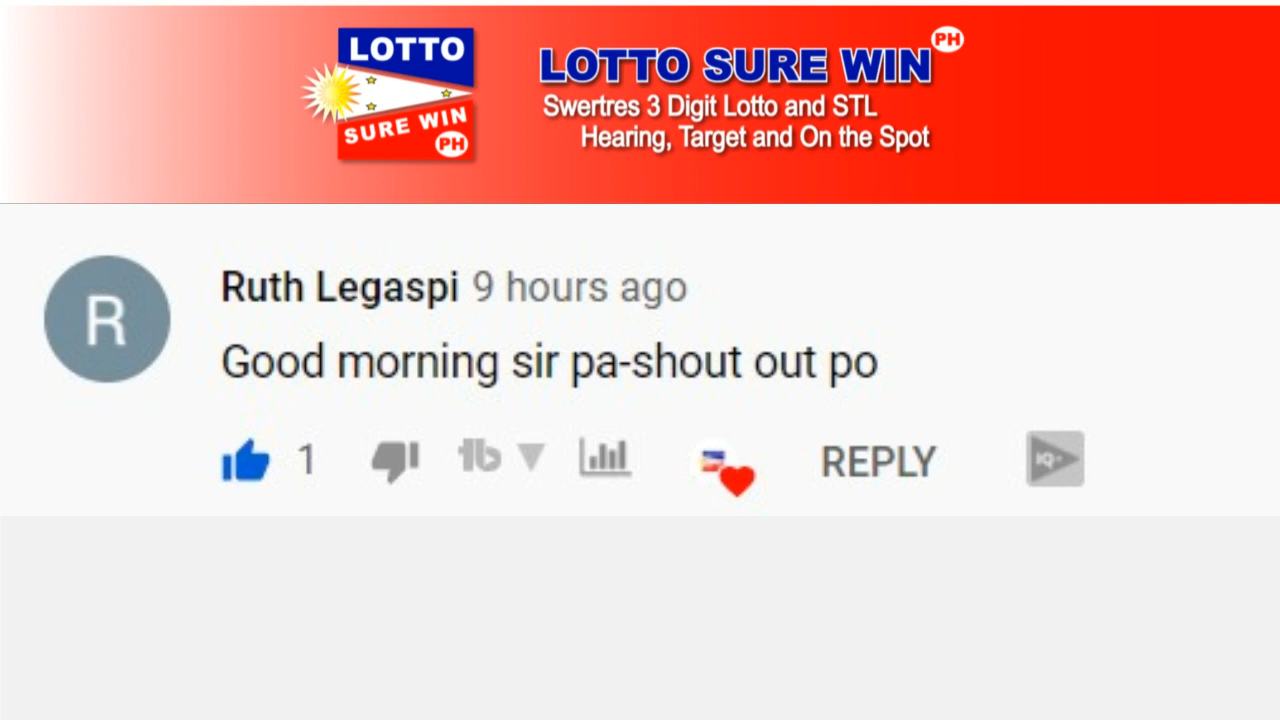 LOTTO
SURE WIN
PH
LOTTO SURE WIN PH
Swertres 3 Digit Lotto and STL
Hearing, Target and On the Spot
R
Ruth Legaspi 9 hours ago
Good morning sir pa-shout out po
1
REPLY
IQ